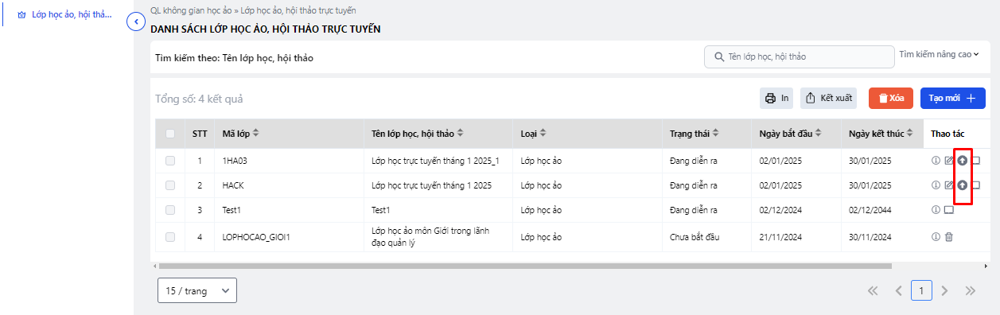 Lớp học ảo, hội thả...
QL không gian học ảo » Lớp học ảo, hội thảo trực tuyến
DANH SÁCH LỚP HỌC ẢO, HỘI THẢO TRỰC TUYẾN
Tìm kiếm theo: Tên lớp học, hội thảo
Tên lớp học, hội thảo
Tìm kiếm nâng cao
Tổng số: 4 kết quả
In Kết xuất Xóa Tạo mới
STT Mã lớp Tên lớp học, hội thảo Loại Trạng thái Ngày bắt đầu Ngày kết thúc Thao tác
1 1HA03 Lớp học trực tuyến tháng 1 2025_1 Lớp học ảo Đang diễn ra 02/01/2025 30/01/2025
2 HACK Lớp học trực tuyến tháng 1 2025 Lớp học ảo Đang diễn ra 02/01/2025 30/01/2025
3 Test1 Test1 Lớp học ảo Đang diễn ra 02/12/2024 02/12/2044
4 LOPHOCAO_GIOI1 Lớp học ảo môn Giới trong lãnh
đạo quản lý Lớp học ảo Chưa bắt đầu 21/11/2024 30/11/2024
15 / trang
1